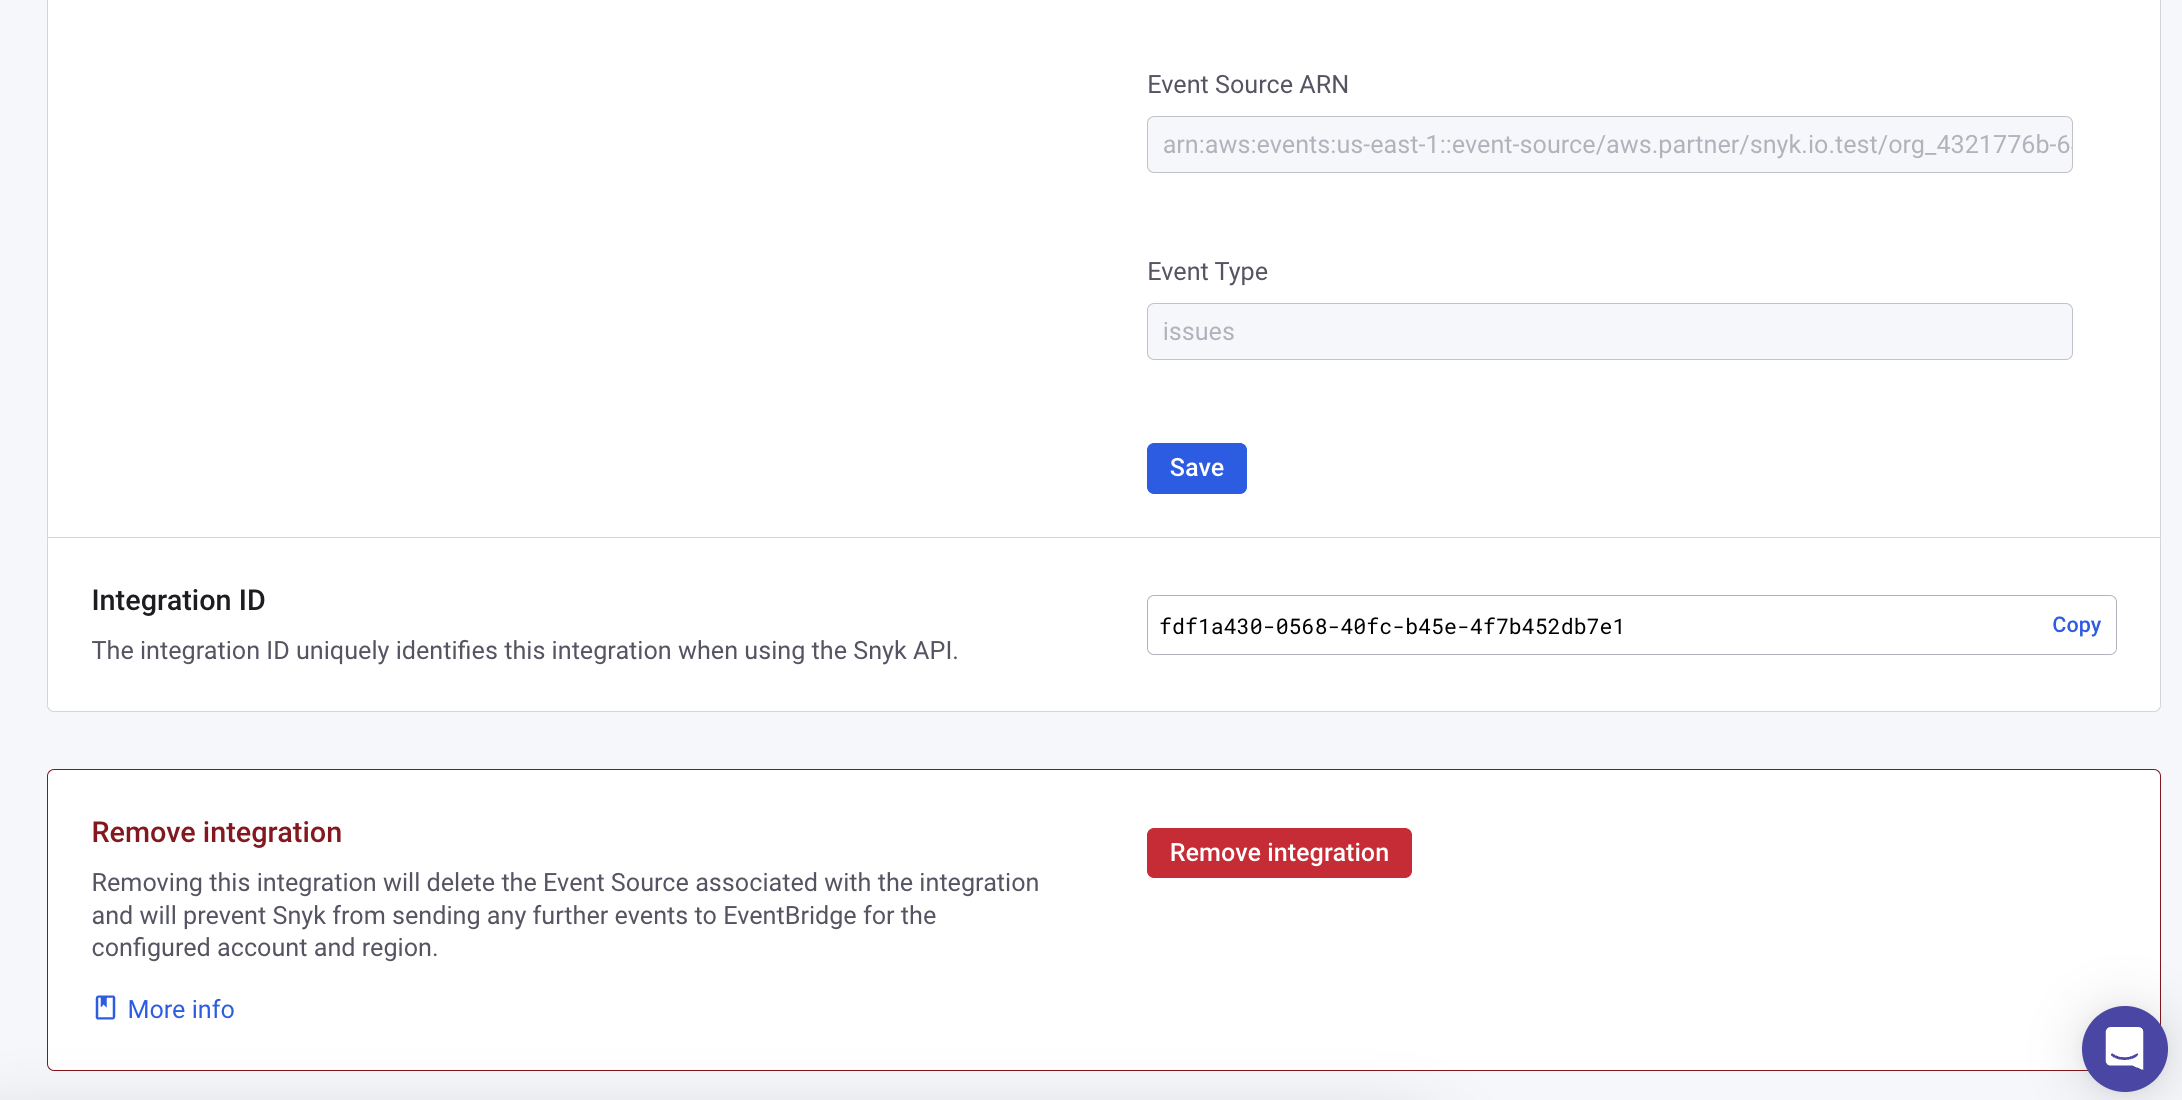 Event Source ARN
arn:aws:events:us-east-1::event-source/aws.partner/snyk.io.test/org_4321776b-6
Event Type
issues
Save
Integration ID
The integration ID uniquely identifies this integration when using the Snyk API.
fdf1a430-0568-40fc-b45e-4f7b452db7e1
Copy
Remove integration
Removing this integration will delete the Event Source associated with the integration
and will prevent Snyk from sending any further events to EventBridge for the
configured account and region.
More info
Remove integration